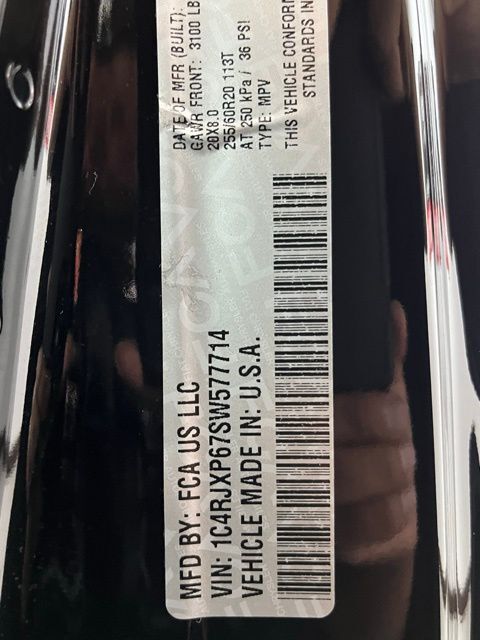 MFD BY: FCA US LLC
VIN: 1C4RJXP67SW577714
VEHICLE MADE IN: U.S.A.
DATE OF MFR (BUILT):
GAWR FRONT: 3100 LB
20X8.0
255/60R20 113T
AT 250 kPa / 36 PSI
TYPE: MPV
THIS VEHICLE CONFORM
STANDARDS IN